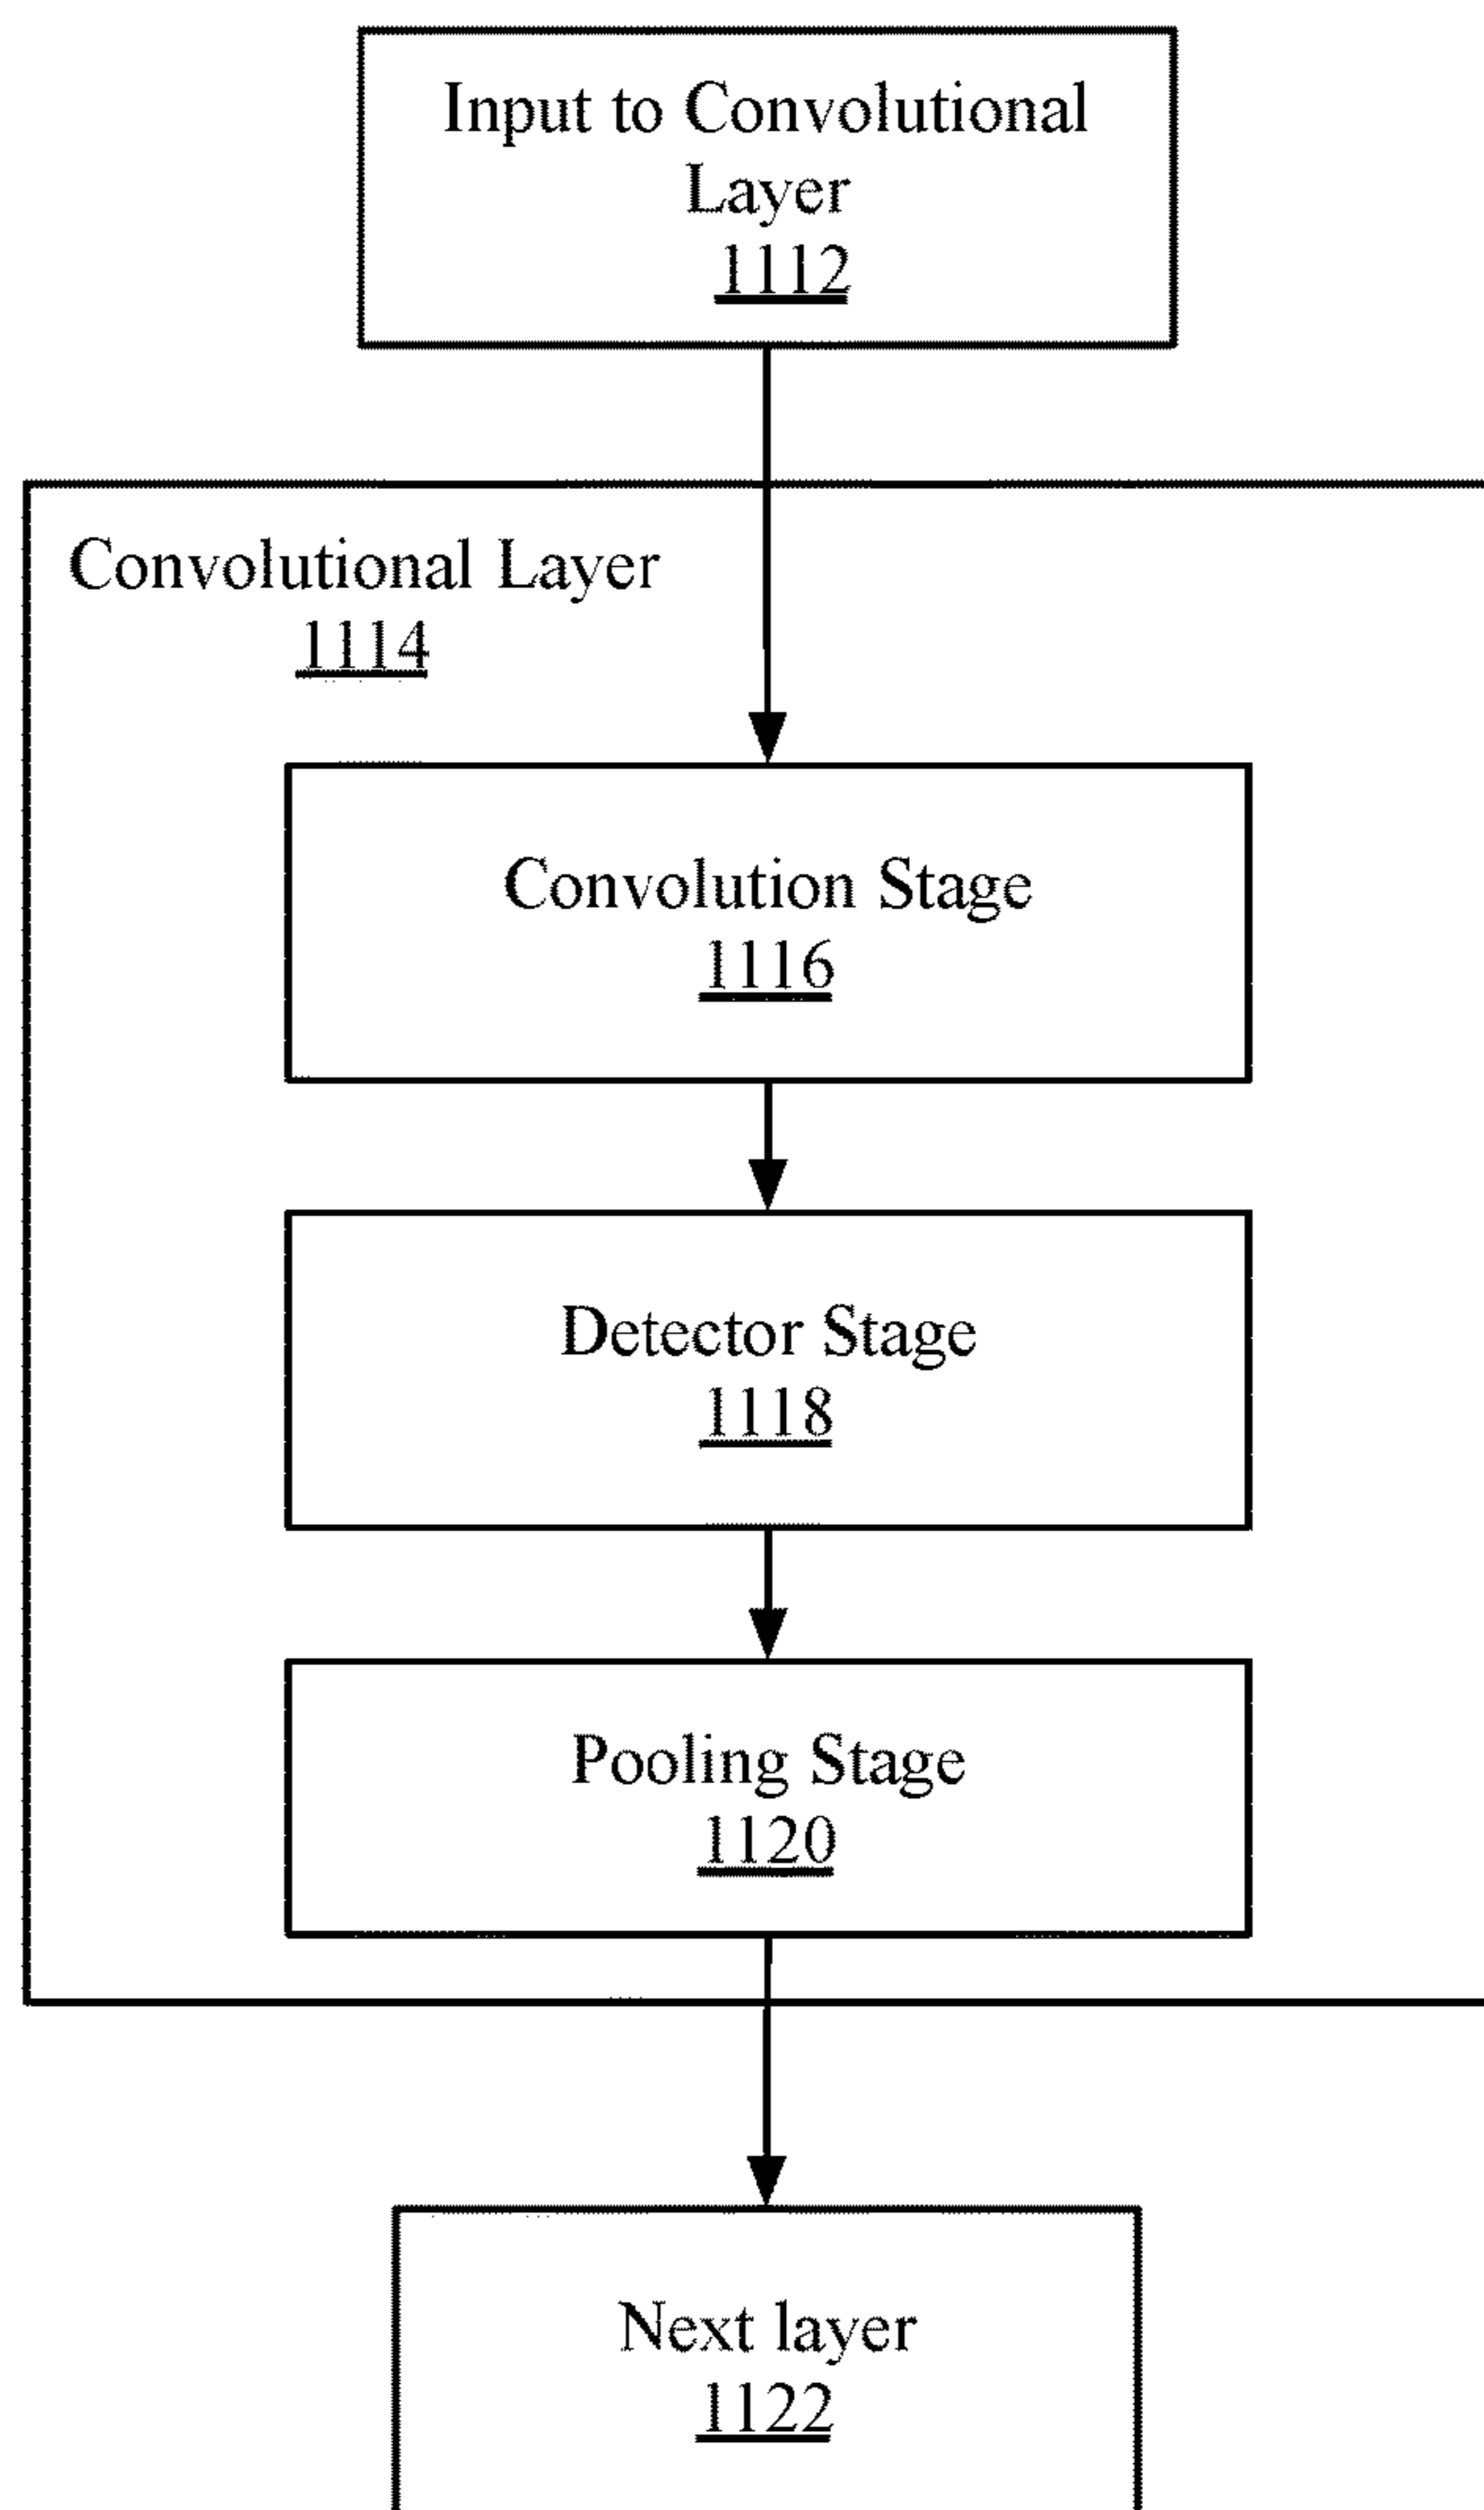 Input to Convolutional
Layer
1112
Convolutional Layer
1114
Convolution Stage
1116
Detector Stage
1118
Pooling Stage
1120
Next layer
1122